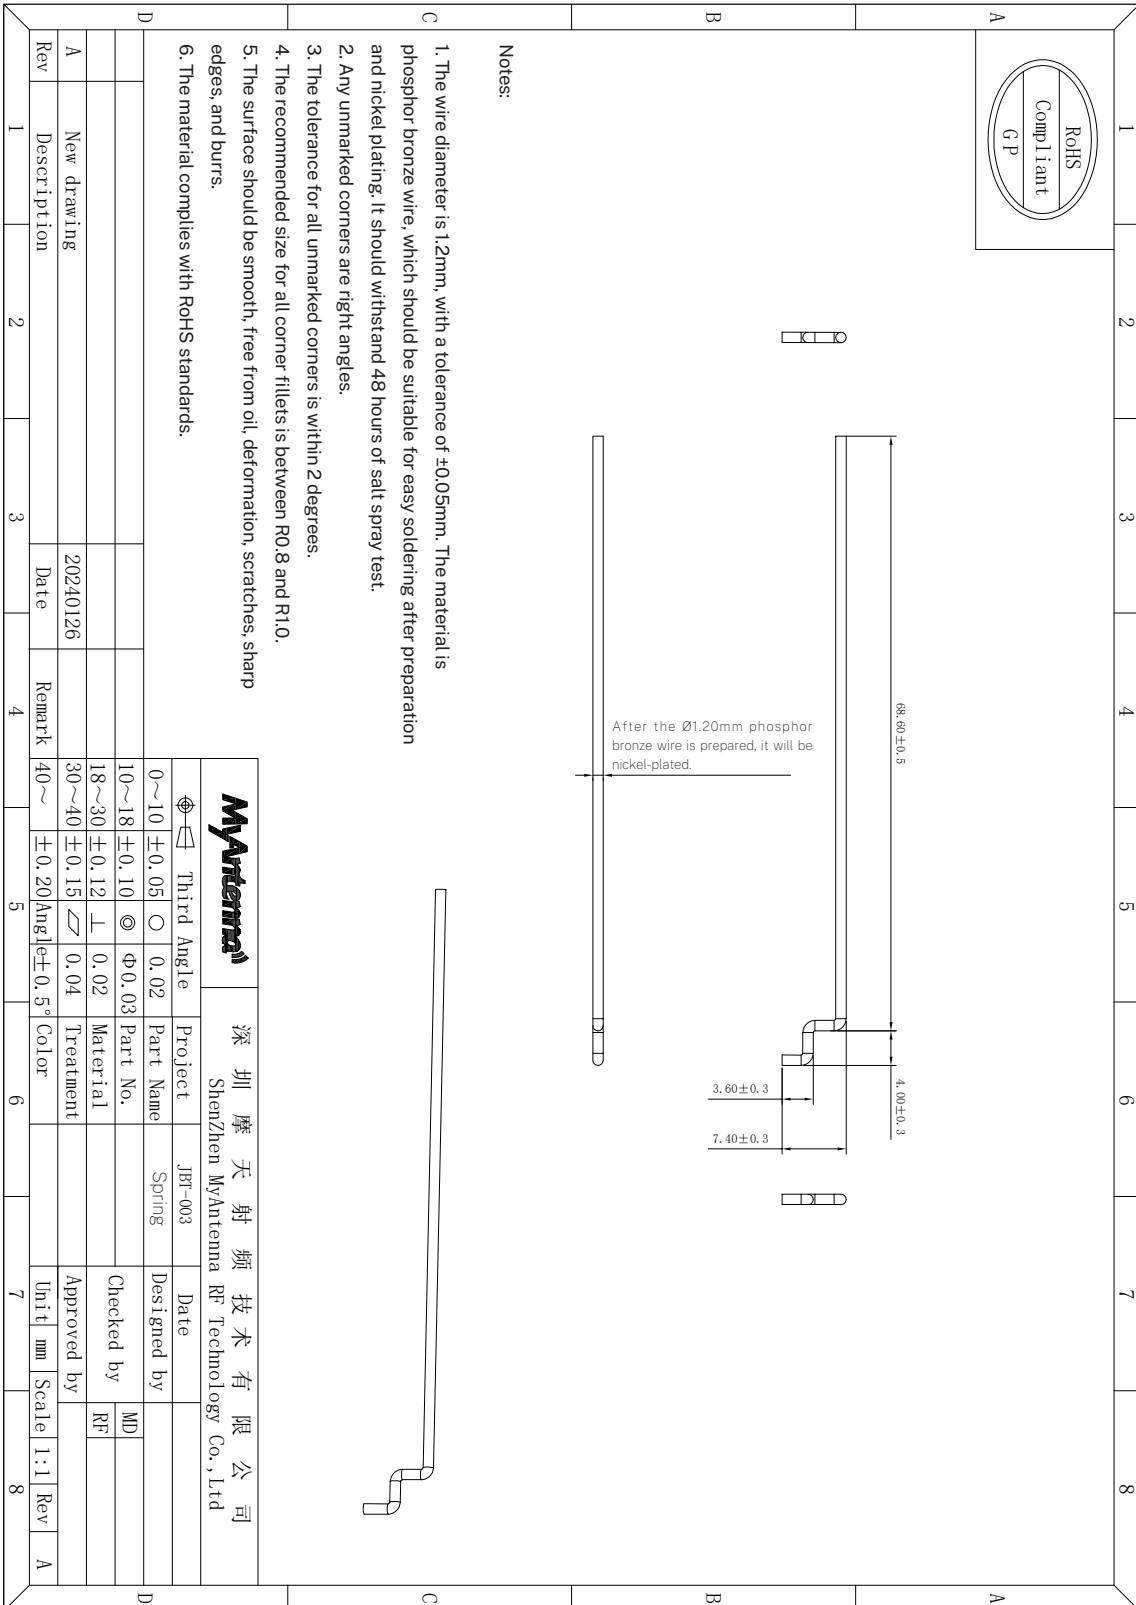 1 2 3 4 5 6 7 8
A
B
C
D
A
B
C
D
RoHS
Compliant
GP
68.60±0.5
4.00±0.3
3.60±0.3
7.40±0.3
After the Ø1.20mm phosphor
bronze wire is prepared, it will be
nickel-plated.
Notes:
1. The wire diameter is 1.2mm, with a tolerance of ±0.05mm. The material is
phosphor bronze wire, which should be suitable for easy soldering after preparation
and nickel plating. It should withstand 48 hours of salt spray test.
2. Any unmarked corners are right angles.
3. The tolerance for all unmarked corners is within 2 degrees.
4. The recommended size for all corner fillets is between R0.8 and R1.0.
5. The surface should be smooth, free from oil, deformation, scratches, sharp
edges, and burrs.
6. The material complies with RoHS standards.
MyAntenna
深圳摩天射频技术有限公司
ShenZhen MyAntenna RF Technology Co., Ltd
Third Angle Project JBT-003 Date
0～10 ±0.05 ○ 0.02 Part Name Spring Designed by
10～18 ±0.10 ◎ Φ0.03 Part No. Checked by MD
18～30 ±0.12 ⊥ 0.02 Material RF
A New drawing 20240126 30～40 ±0.15 ▱ 0.04 Treatment Approved by
Rev Description Date Remark 40～ ±0.20 Angle±0.5° Color Unit mm Scale 1:1 Rev A
1 2 3 4 5 6 7 8